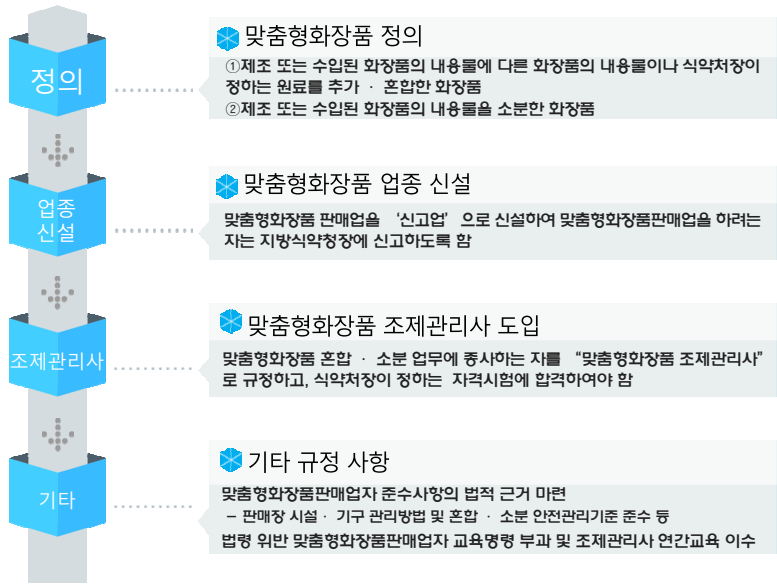 정의
맞춤형화장품 정의
①제조 또는 수입된 화장품의 내용물에 다른 화장품의 내용물이나 식약처장이
정하는 원료를 추가 · 혼합한 화장품
②제조 또는 수입된 화장품의 내용물을 소분한 화장품
업종
신설
맞춤형화장품 업종 신설
맞춤형화장품 판매업을 ‘신고업’ 으로 신설하여 맞춤형화장품판매업을 하려는
자는 지방식약청장에 신고하도록 함
조제관리사
맞춤형화장품 조제관리사 도입
맞춤형화장품 혼합 · 소분 업무에 종사하는 자를 “맞춤형화장품 조제관리사”
로 규정하고, 식약처장이 정하는 자격시험에 합격하여야 함
기타
기타 규정 사항
맞춤형화장품판매업자 준수사항의 법적 근거 마련
– 판매장 시설· 기구 관리방법 및 혼합 · 소분 안전관리기준 준수 등
법령 위반 맞춤형화장품판매업자 교육명령 부과 및 조제관리사 연간교육 이수